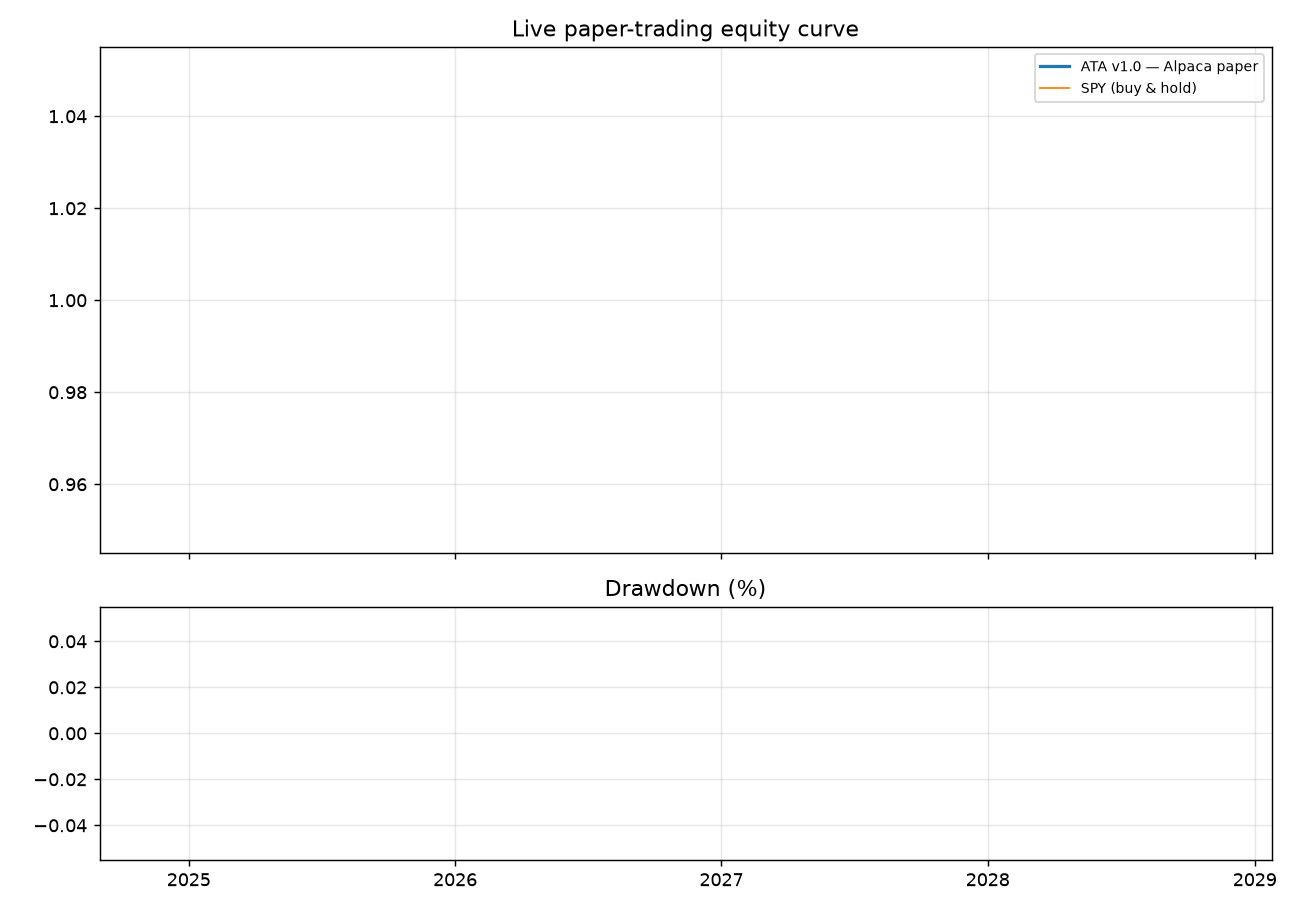 Live paper-trading equity curve
ATA v1.0 — Alpaca paper
SPY (buy & hold)
1.04
1.02
1.00
0.98
0.96
Drawdown (%)
0.04
0.02
0.00
−0.02
−0.04
2025 2026 2027 2028 2029